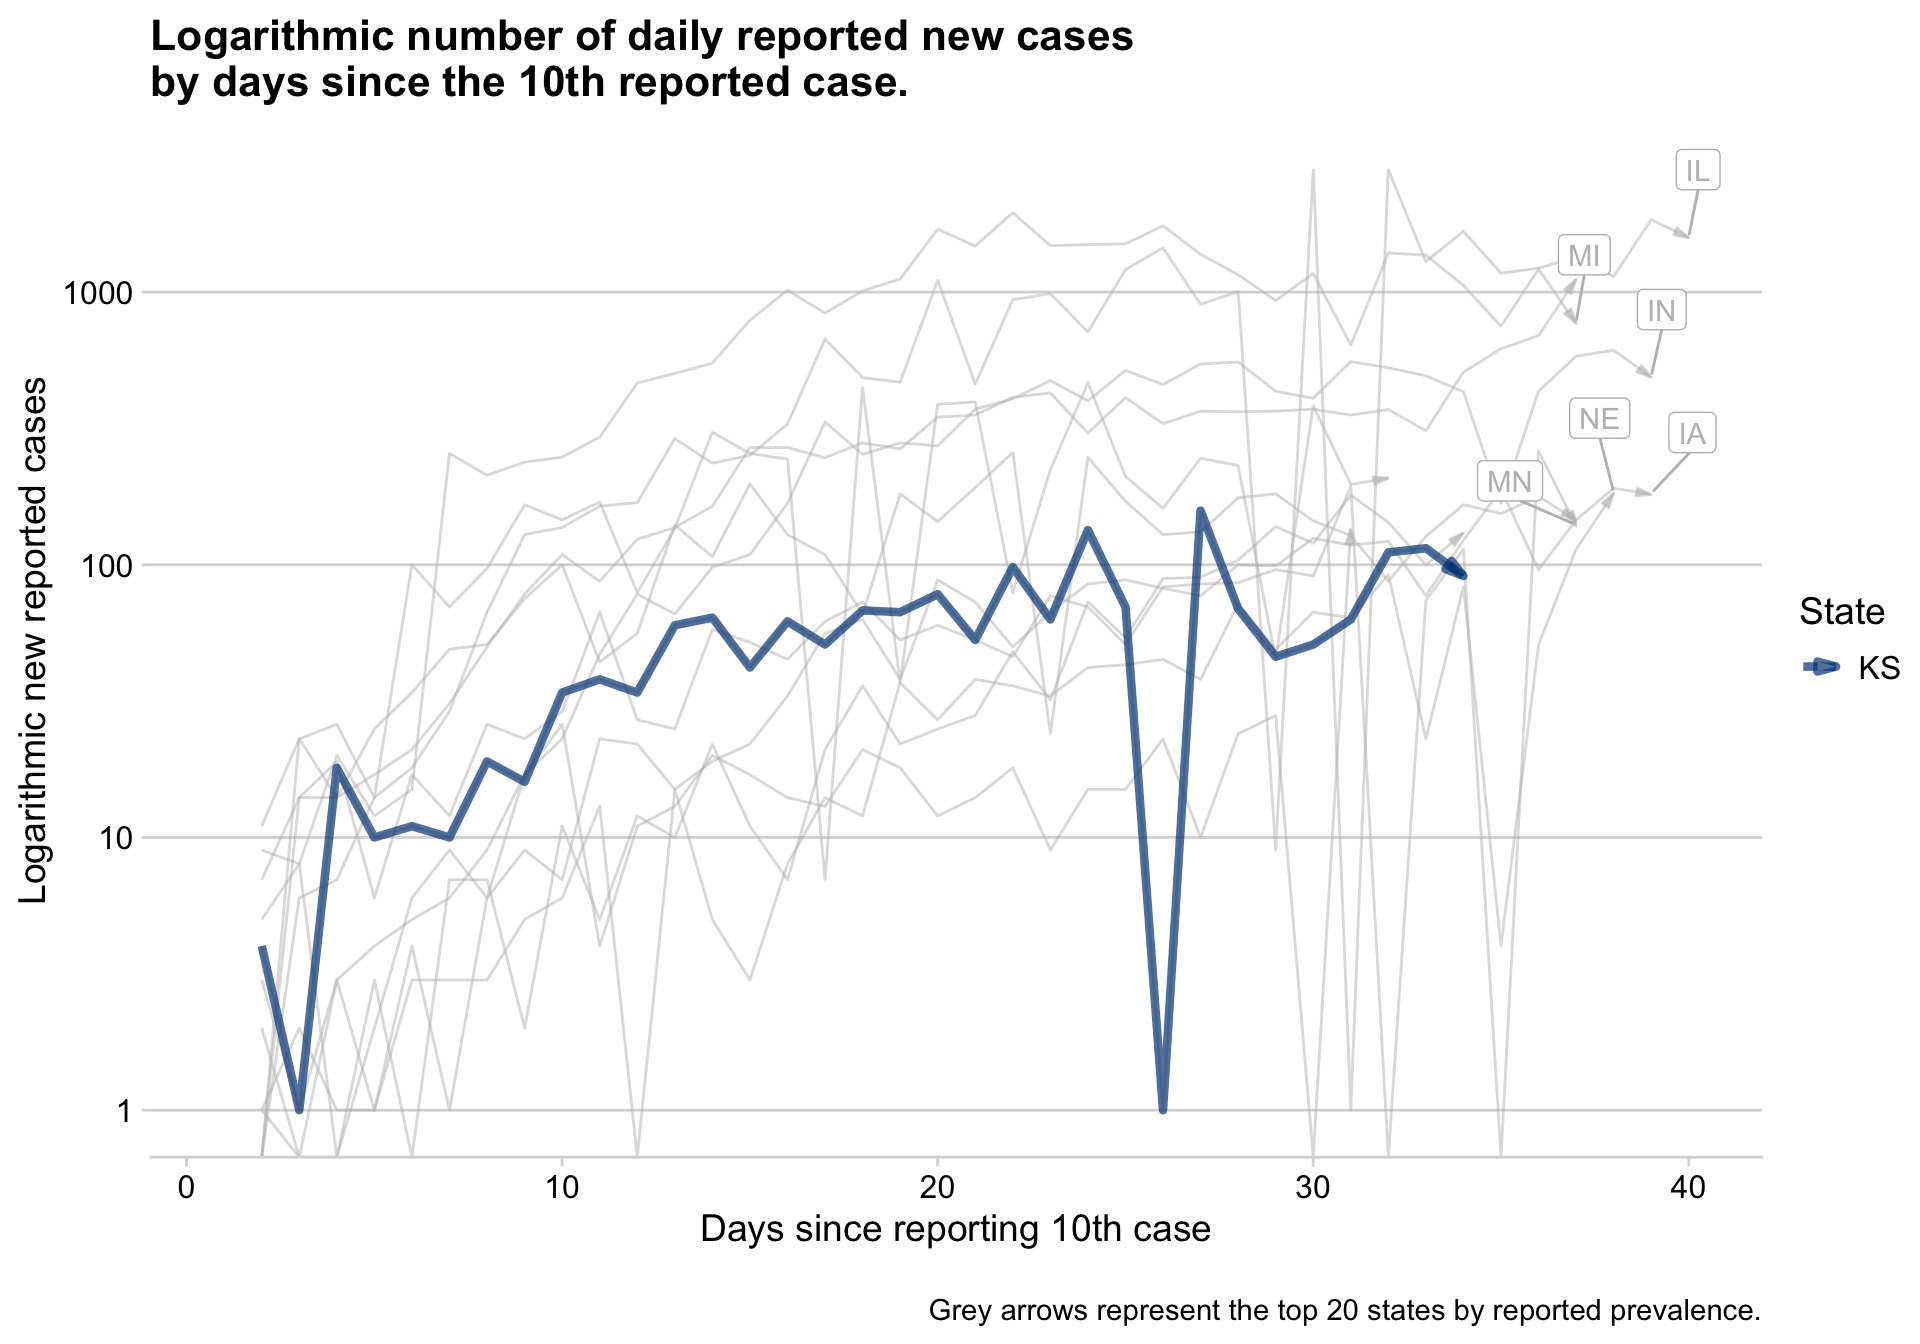 Logarithmic number of daily reported new cases
by days since the 10th reported case.
IL
MI
IN
NE
IA
MN
1000
100
10
1
Logarithmic new reported cases
State
KS
0 10 20 30 40
Days since reporting 10th case
Grey arrows represent the top 20 states by reported prevalence.